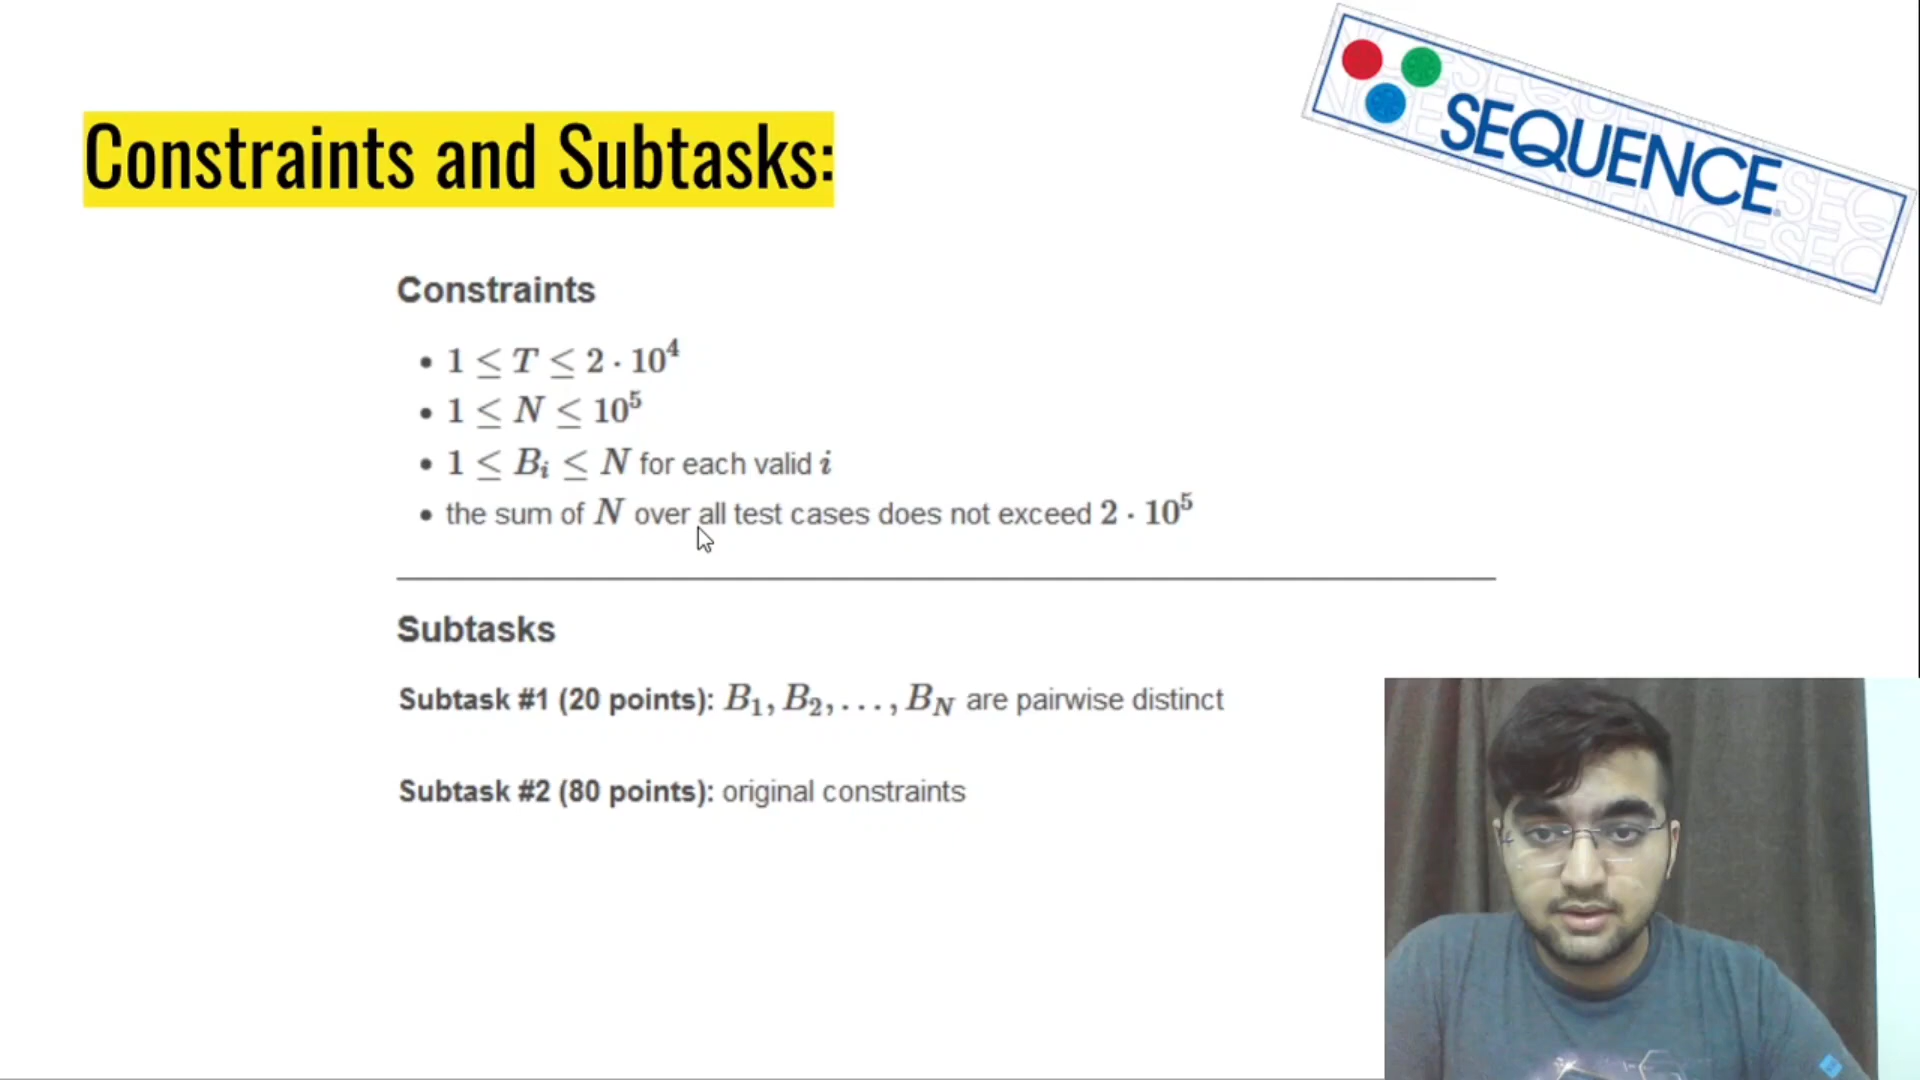 SEQUENCE
Constraints and Subtasks:
Constraints
• 1 ≤ T ≤ 2 · 10⁴
• 1 ≤ N ≤ 10⁵
• 1 ≤ Bᵢ ≤ N for each valid i
• the sum of N over all test cases does not exceed 2 · 10⁵
Subtasks
Subtask #1 (20 points): B₁, B₂, . . . , B_N are pairwise distinct
Subtask #2 (80 points): original constraints